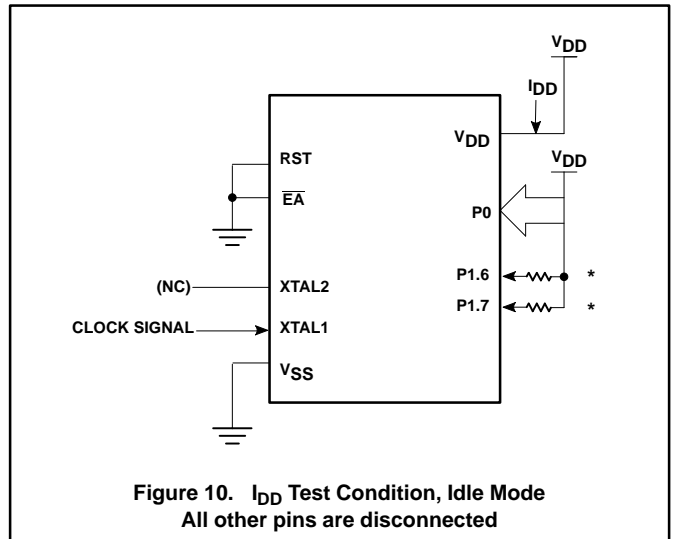 VDD
IDD
VDD
VDD
RST
EA
P0
(NC)
XTAL2
P1.6
*
P1.7
*
CLOCK SIGNAL
XTAL1
VSS
Figure 10. IDD Test Condition, Idle Mode
All other pins are disconnected